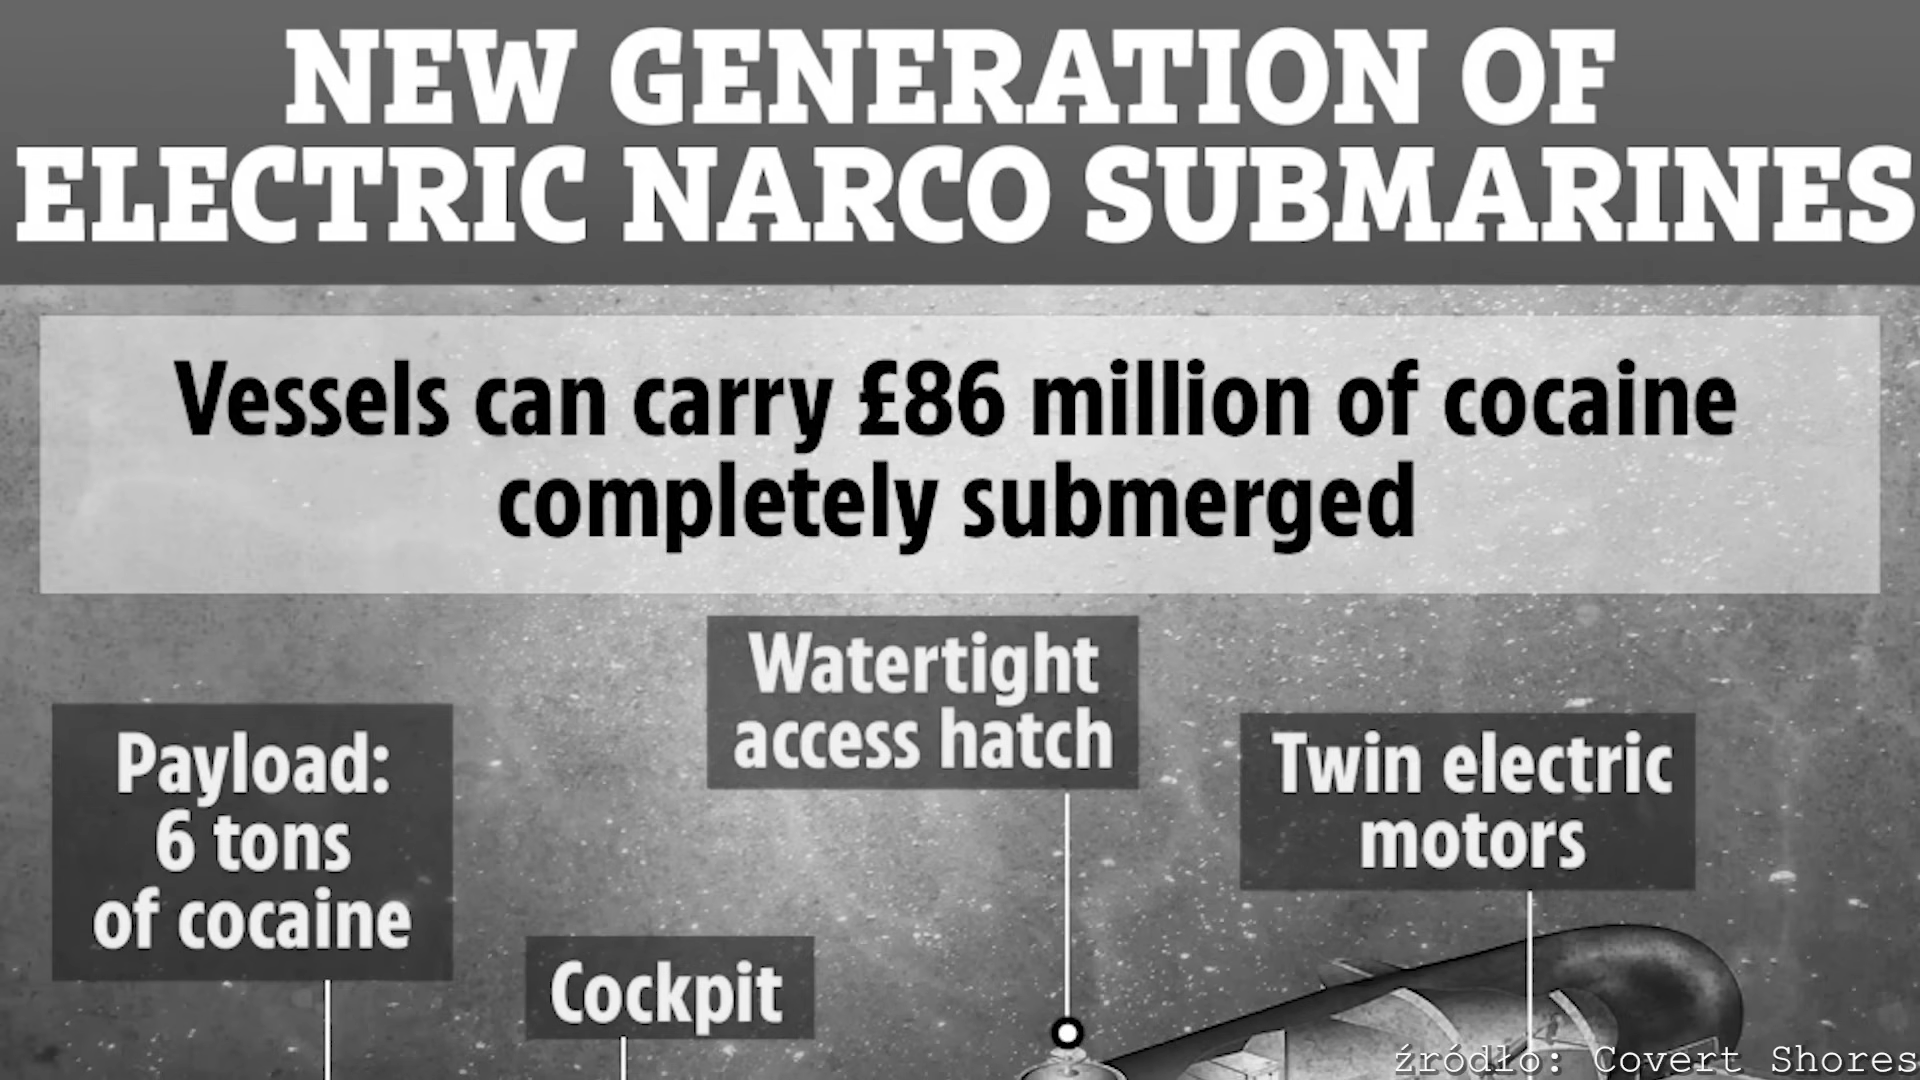 NEW GENERATION OF
ELECTRIC NARCO SUBMARINES
Vessels can carry £86 million of cocaine
completely submerged
Watertight
access hatch
Payload:
6 tons
of cocaine
Twin electric
motors
Cockpit
źródło: Covert Shores